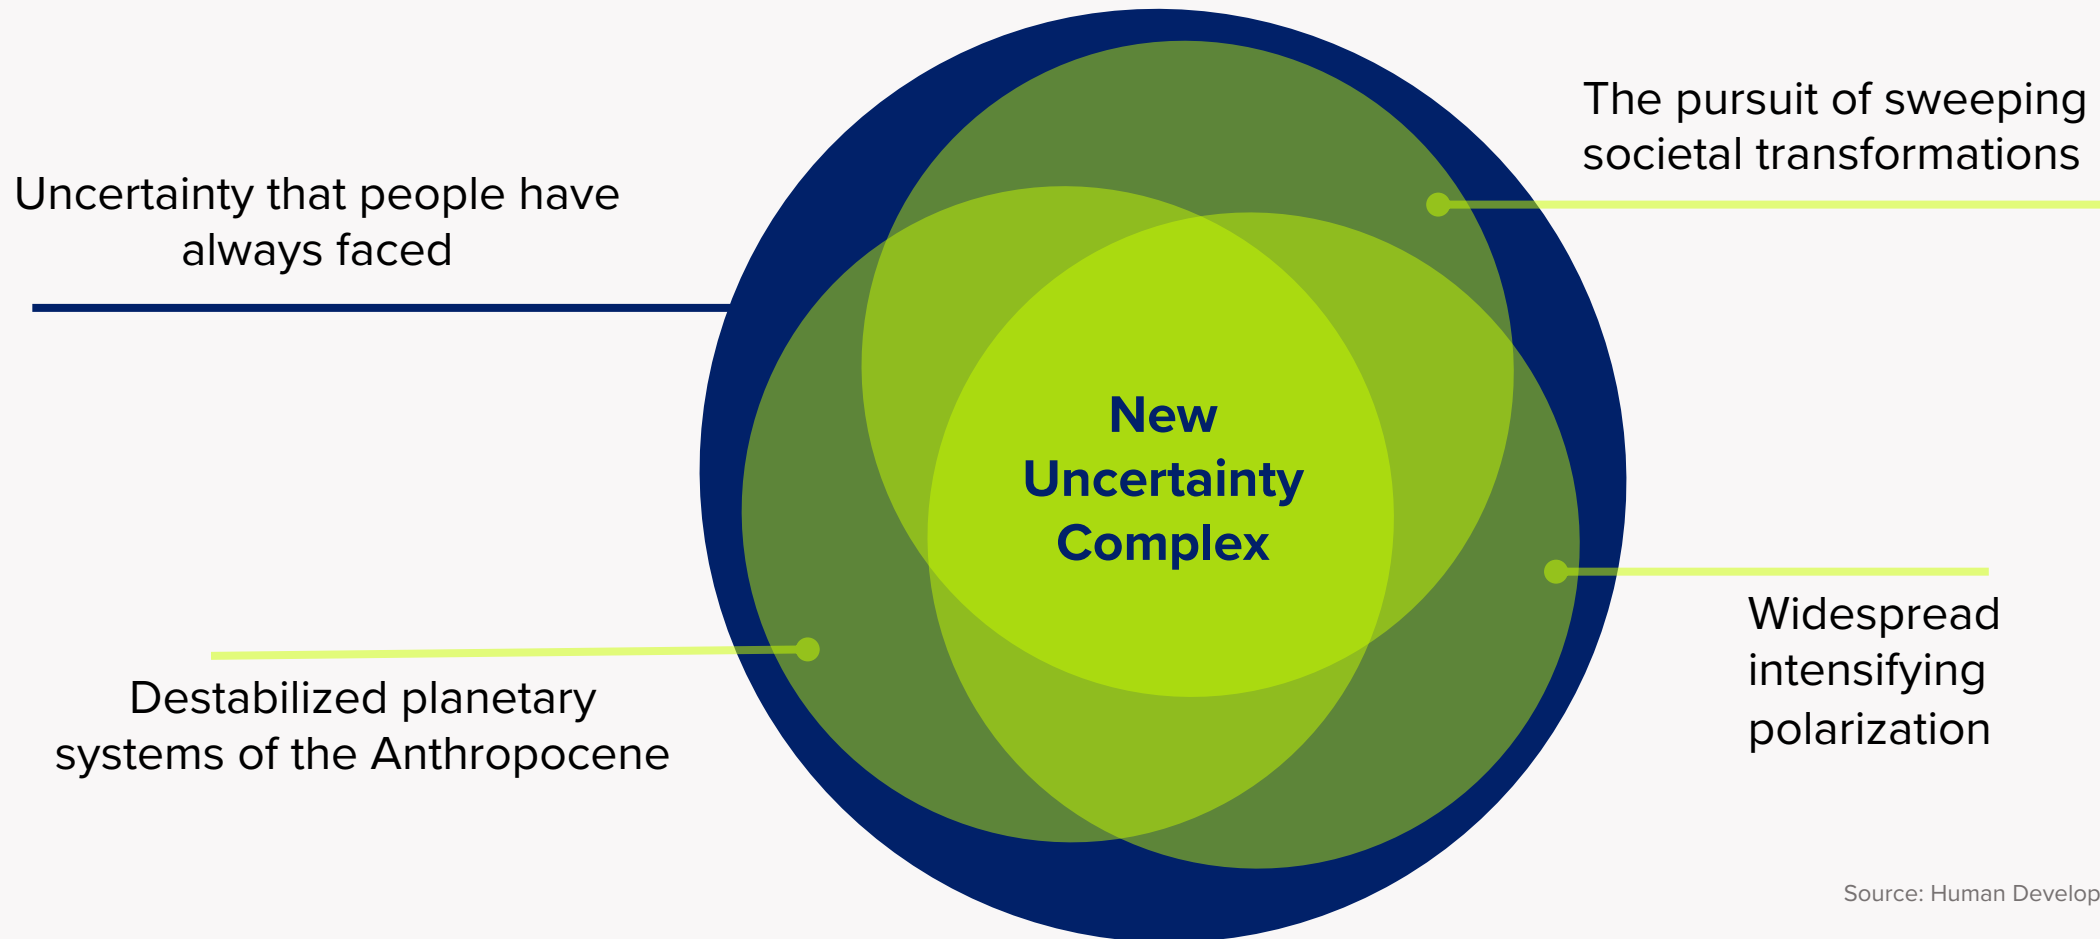 The pursuit of sweeping
societal transformations
Uncertainty that people have
always faced
New
Uncertainty
Complex
Widespread
intensifying
polarization
Destabilized planetary
systems of the Anthropocene
Source: Human Develop